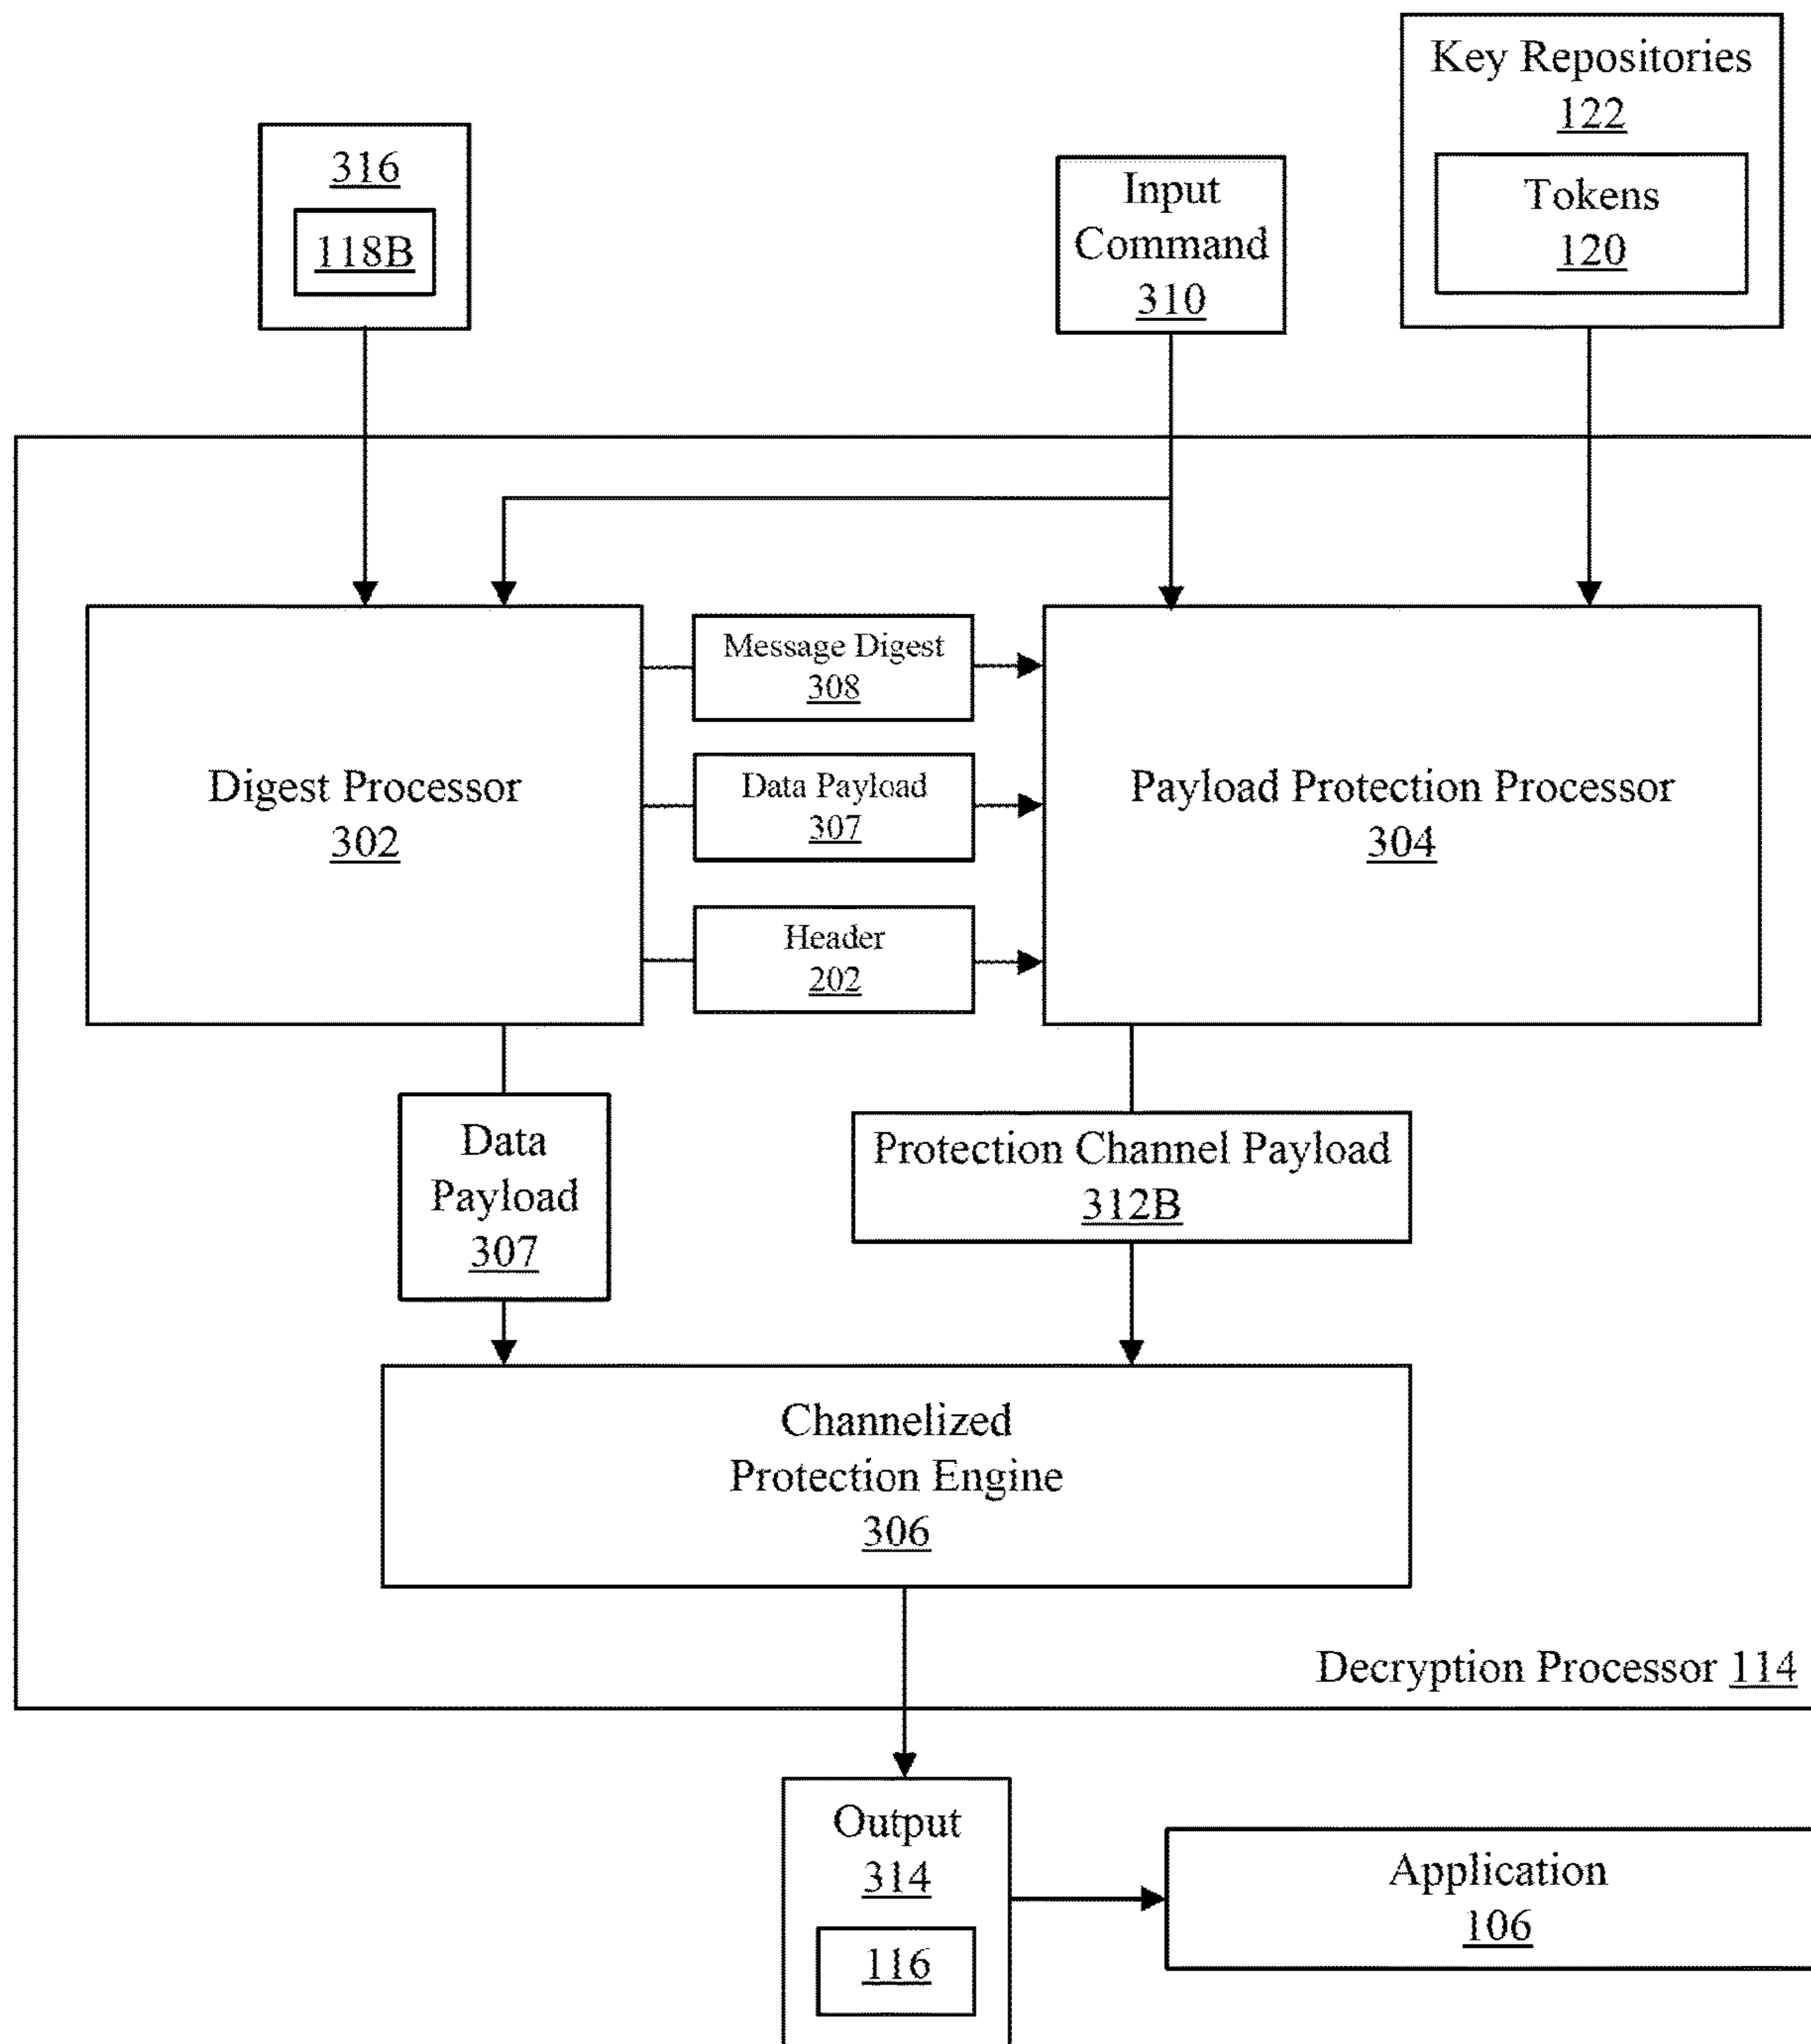 Key Repositories
122
Tokens
120
316
118B
Input
Command
310
Message Digest
308
Data Payload
307
Header
202
Digest Processor
302
Payload Protection Processor
304
Data
Payload
307
Protection Channel Payload
312B
Channelized
Protection Engine
306
Decryption Processor 114
Output
314
116
Application
106